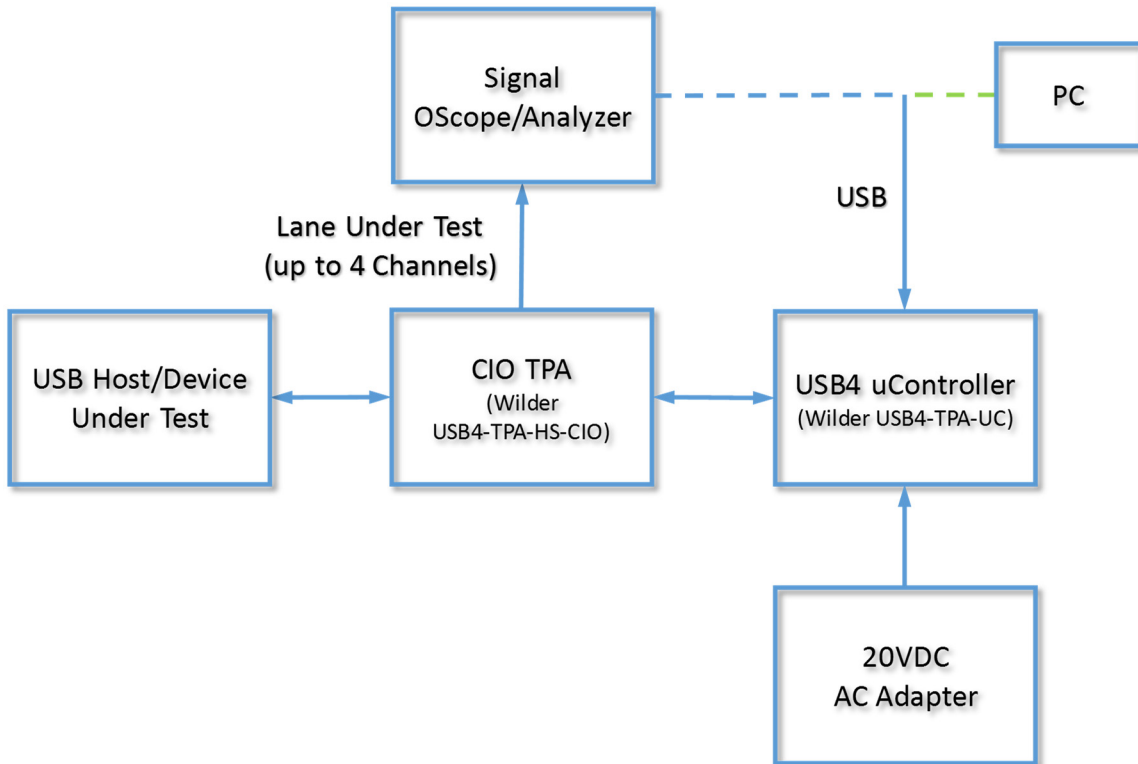 Signal
OScope/Analyzer
PC
USB
Lane Under Test
(up to 4 Channels)
USB Host/Device
Under Test
CIO TPA
(Wilder
USB4-TPA-HS-CIO)
USB4 uController
(Wilder USB4-TPA-UC)
20VDC
AC Adapter